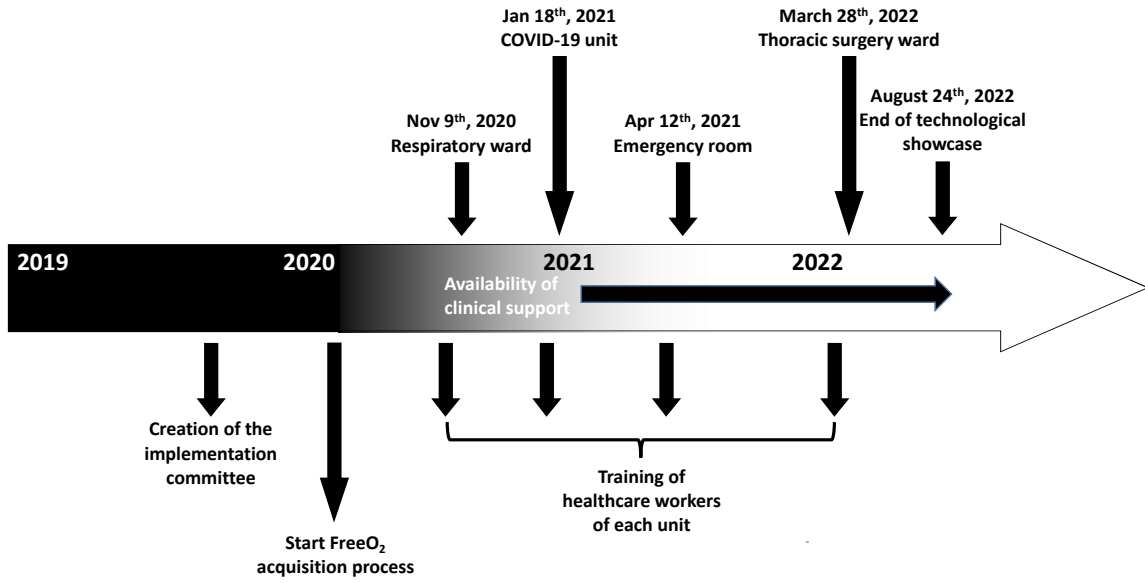 Jan 18th, 2021
COVID-19 unit
March 28th, 2022
Thoracic surgery ward
Nov 9th, 2020
Respiratory ward
Apr 12th, 2021
Emergency room
August 24th, 2022
End of technological
showcase
2019
2020
2021
2022
Availability of
clinical support
Creation of the
implementation
committee
Training of
healthcare workers
of each unit
Start FreeO₂
acquisition process